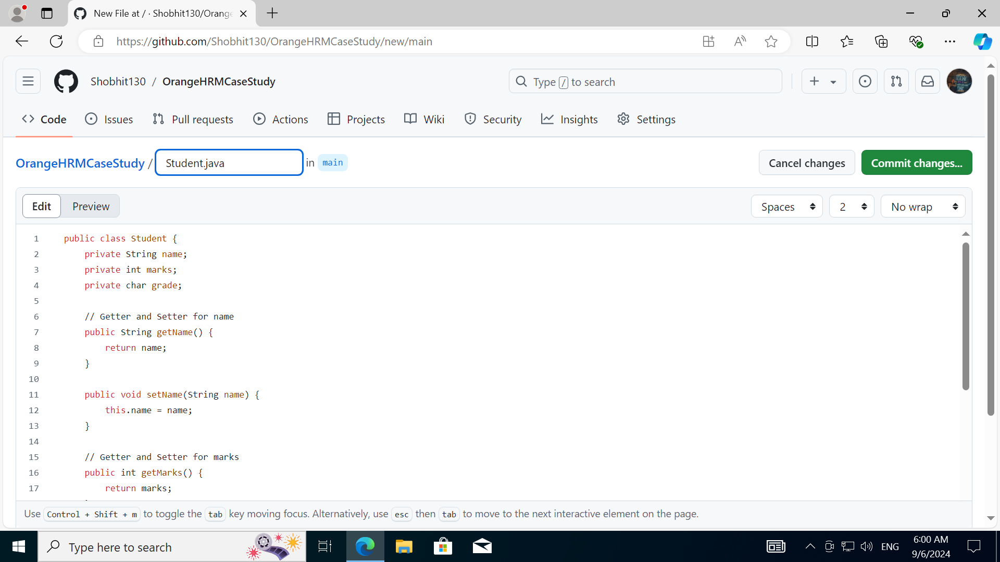 New File at / · Shobhit130/Orange
https://github.com/Shobhit130/OrangeHRMCaseStudy/new/main
Shobhit130 / OrangeHRMCaseStudy
Type / to search
Code
Issues
Pull requests
Actions
Projects
Wiki
Security
Insights
Settings
OrangeHRMCaseStudy / Student.java in main
Cancel changes
Commit changes...
Edit
Preview
Spaces
2
No wrap
1 public class Student {
2 private String name;
3 private int marks;
4 private char grade;
5
6 // Getter and Setter for name
7 public String getName() {
8 return name;
9 }
10
11 public void setName(String name) {
12 this.name = name;
13 }
14
15 // Getter and Setter for marks
16 public int getMarks() {
17 return marks;
Use Control + Shift + m to toggle the tab key moving focus. Alternatively, use esc then tab to move to the next interactive element on the page.
Type here to search
ENG
6:00 AM
9/6/2024